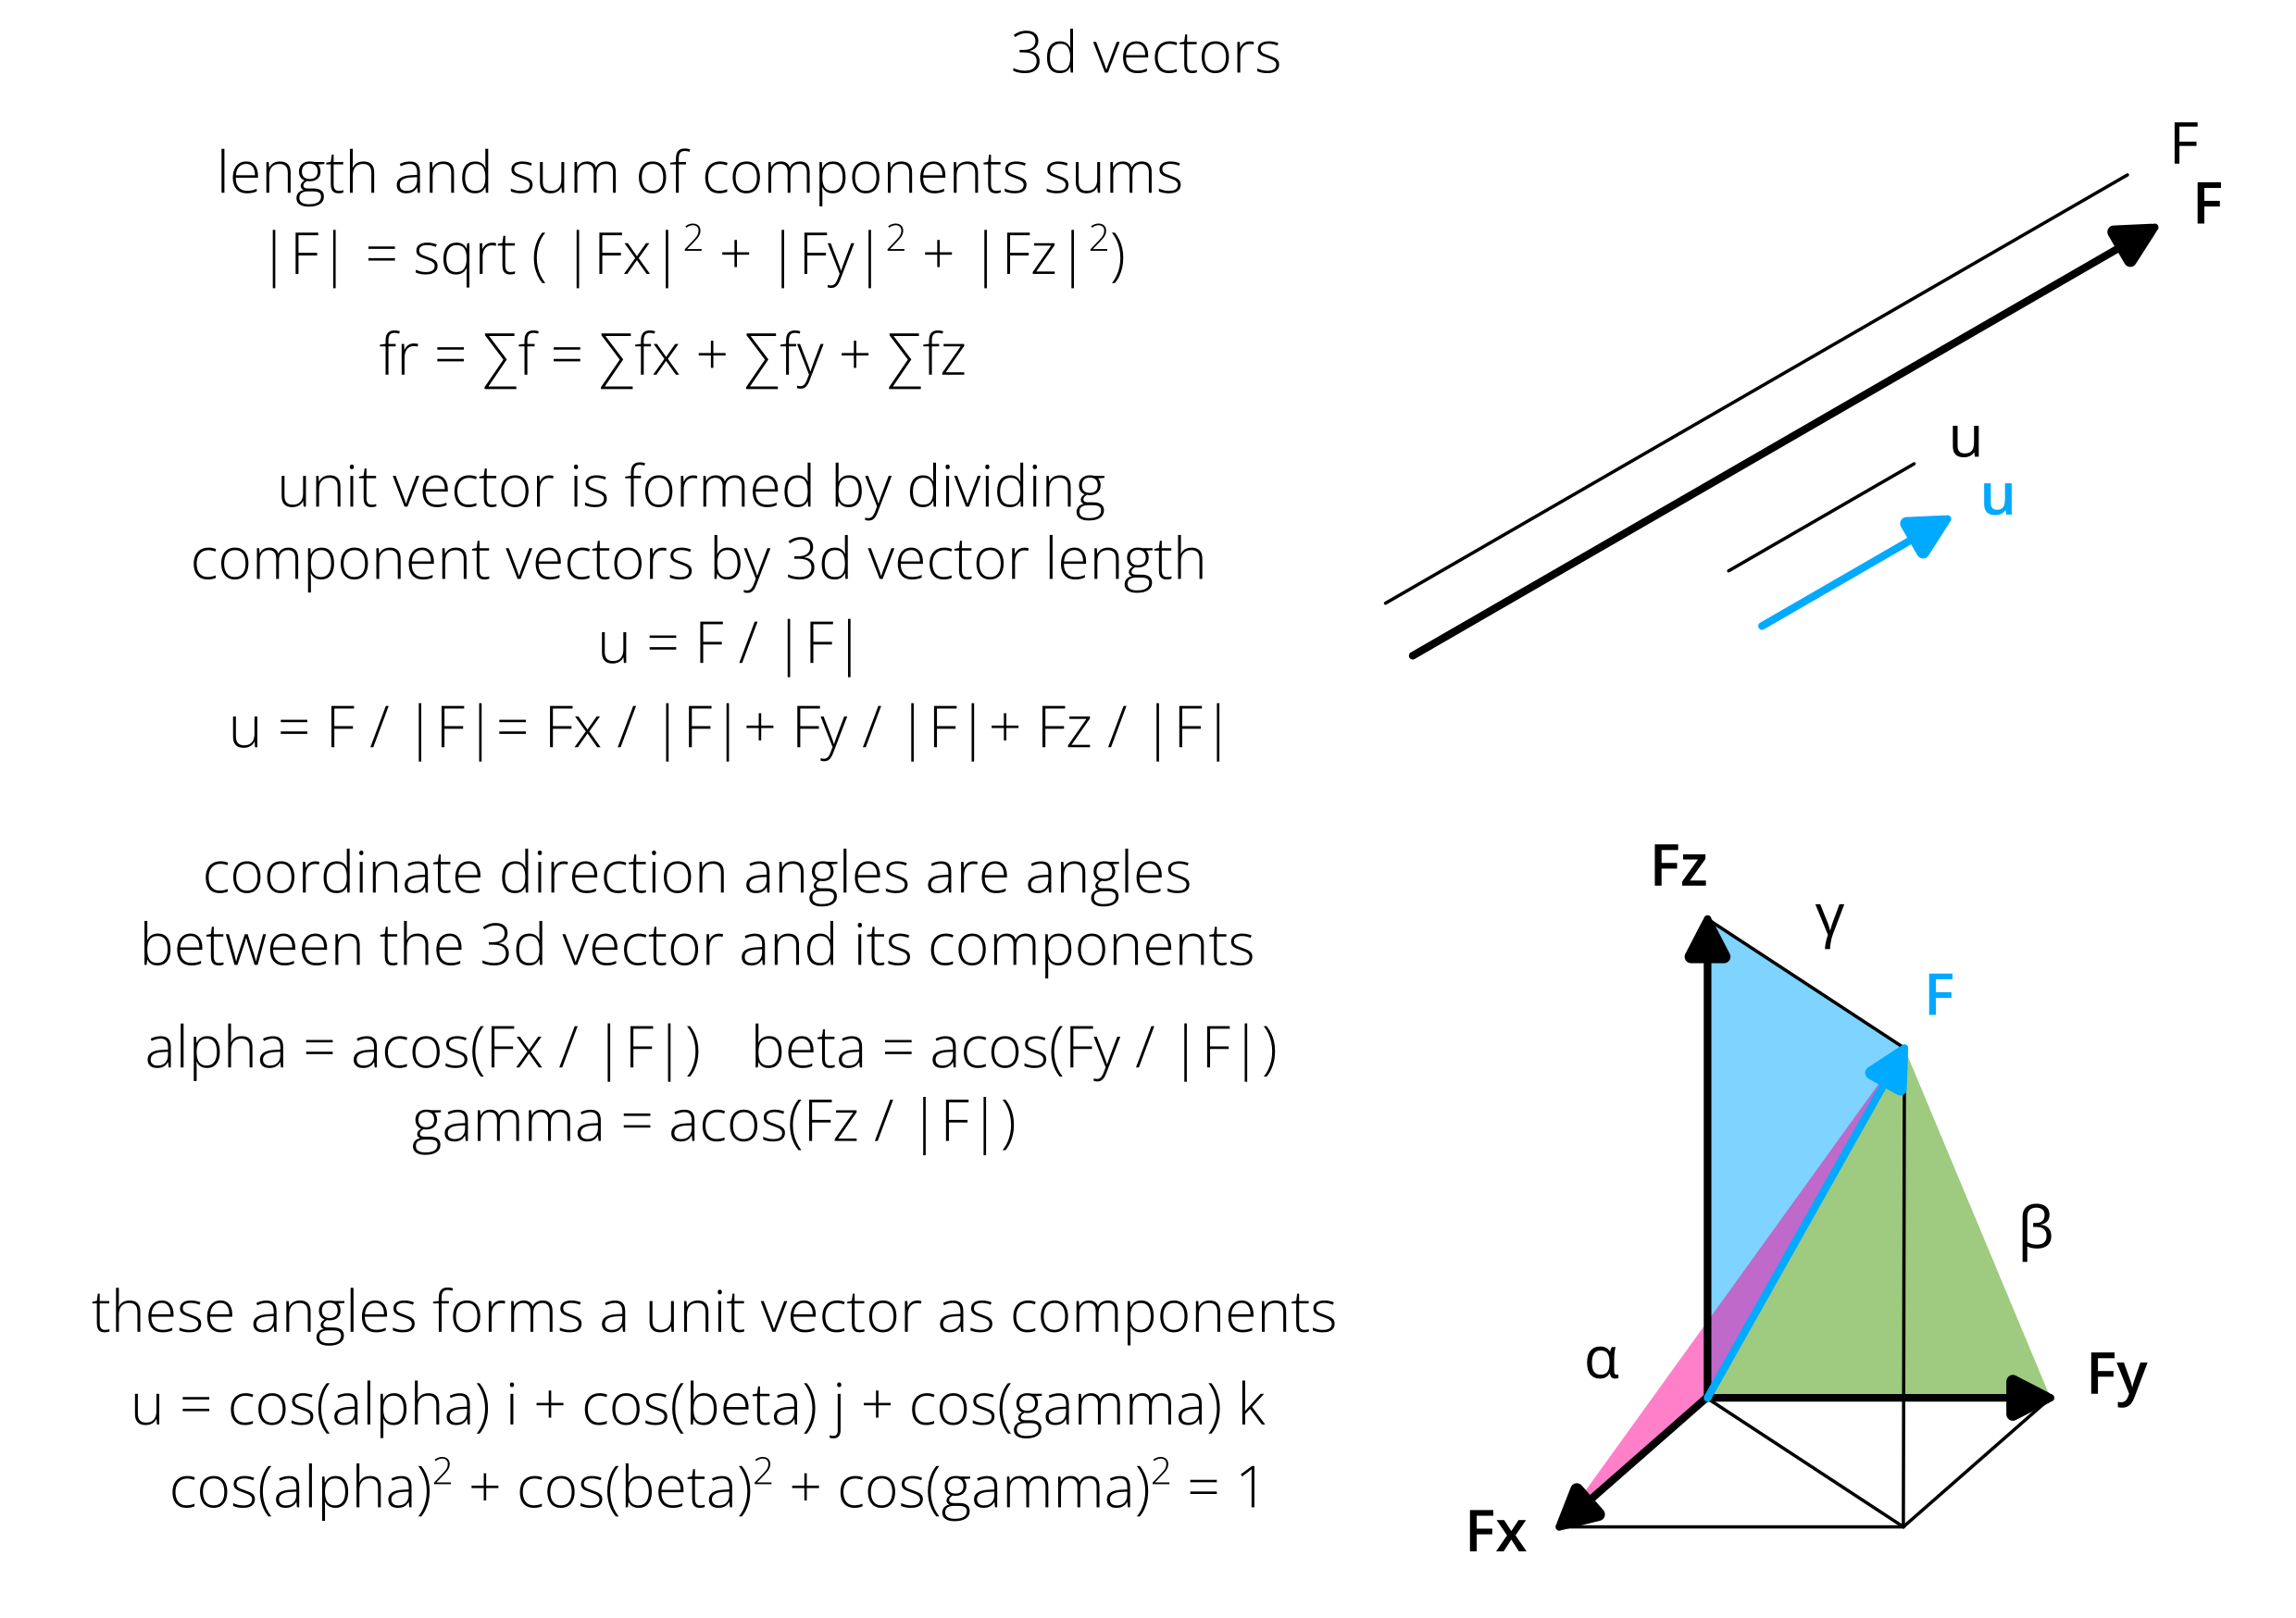 3d vectors
length and sum of components sums
|F| = sqrt ( |Fx|² + |Fy|² + |Fz|²)
fr = ∑f = ∑fx + ∑fy + ∑fz
unit vector is formed by dividing
component vectors by 3d vector length
u = F / |F|
u = F / |F|= Fx / |F|+ Fy / |F|+ Fz / |F|
coordinate direction angles are angles
between the 3d vector and its components
alpha = acos(Fx / |F|)   beta = acos(Fy / |F|)
gamma = acos(Fz / |F|)
these angles forms a unit vector as components
u = cos(alpha) i + cos(beta) j + cos(gamma) k
cos(alpha)² + cos(beta)² + cos(gamma)² = 1
F
F
u
u
Fz
γ
F
β
α
Fy
Fx